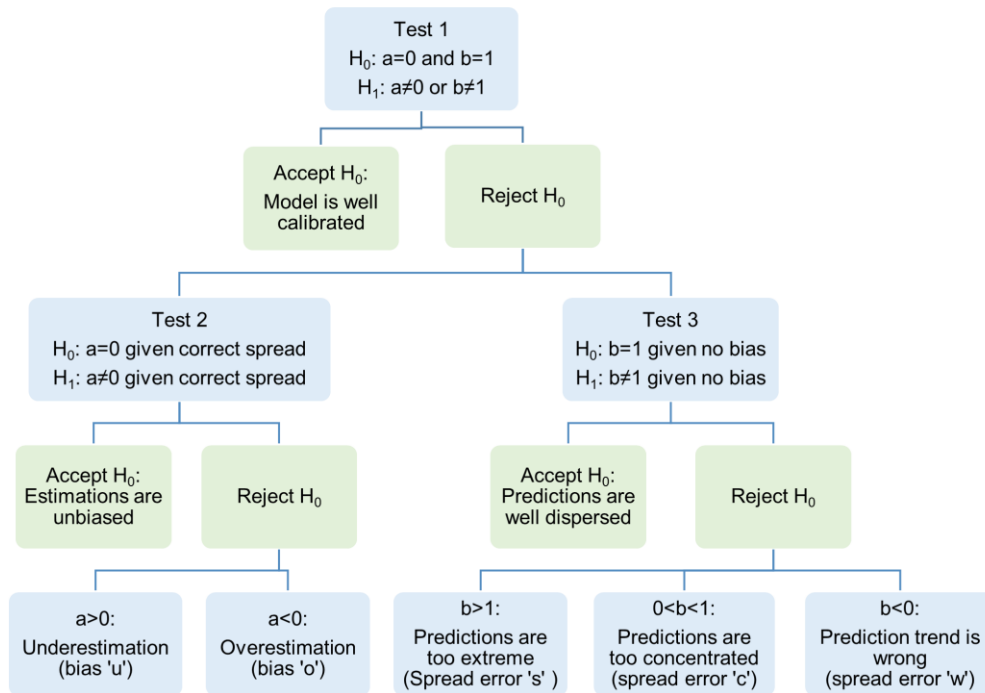 Test 1
H₀: a=0 and b=1
H₁: a≠0 or b≠1
Accept H₀:
Model is well
calibrated
Reject H₀
Test 2
H₀: a=0 given correct spread
H₁: a≠0 given correct spread
Test 3
H₀: b=1 given no bias
H₁: b≠1 given no bias
Accept H₀:
Estimations are
unbiased
Reject H₀
Accept H₀:
Predictions are
well dispersed
Reject H₀
a>0:
Underestimation
(bias 'u')
a<0:
Overestimation
(bias 'o')
b>1:
Predictions are
too extreme
(Spread error 's' )
0<b<1:
Predictions are
too concentrated
(spread error 'c')
b<0:
Prediction trend is
wrong
(spread error 'w')